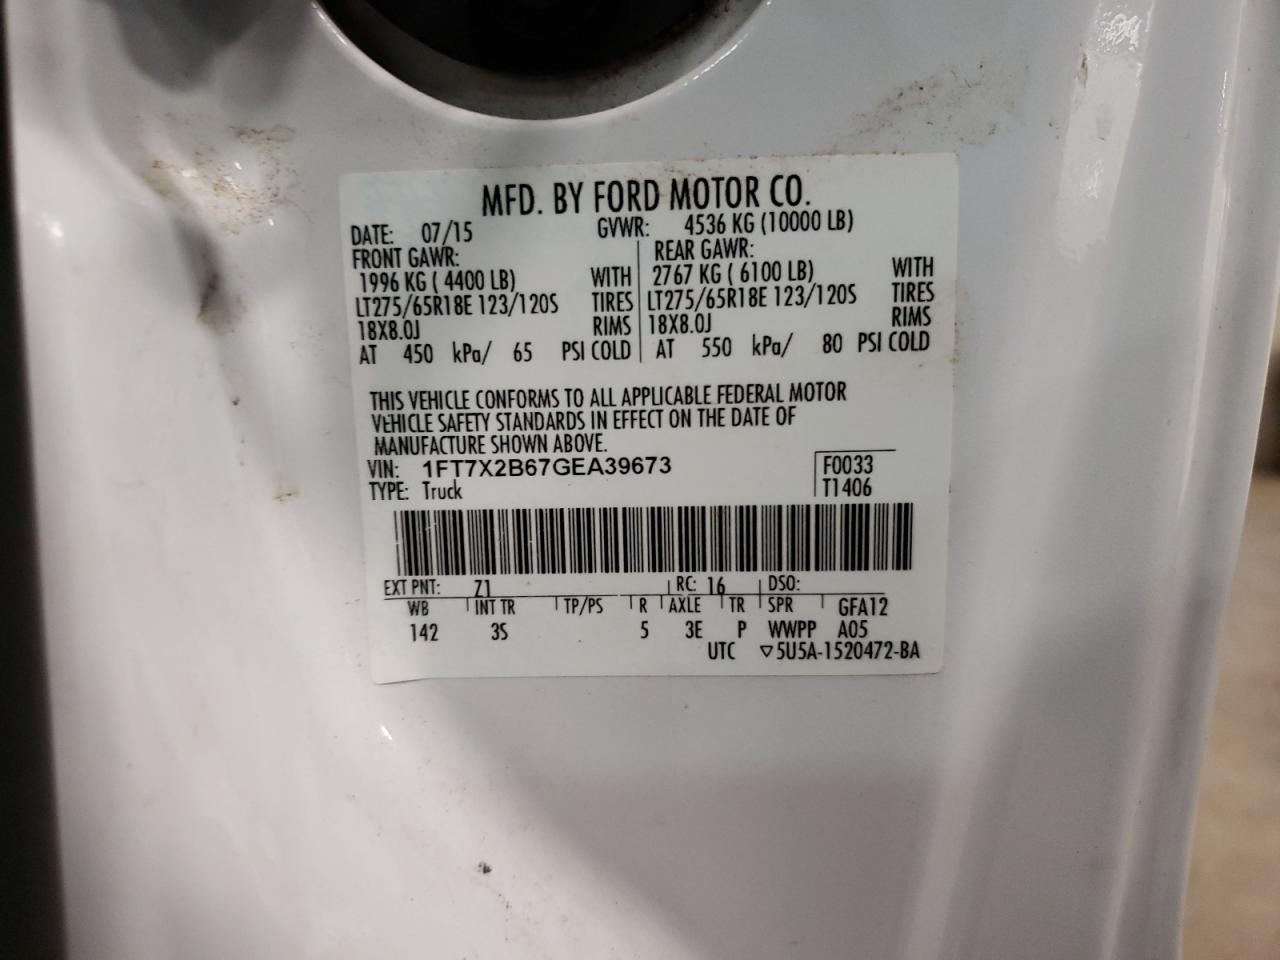 MFD. BY FORD MOTOR CO.
DATE: 07/15 GVWR: 4536 KG (10000 LB)
FRONT GAWR: REAR GAWR:
1996 KG ( 4400 LB) WITH 2767 KG ( 6100 LB) WITH
LT275/65R18E 123/120S TIRES LT275/65R18E 123/120S TIRES
18X8.0J RIMS 18X8.0J RIMS
AT 450 kPa/ 65 PSI COLD AT 550 kPa/ 80 PSI COLD
THIS VEHICLE CONFORMS TO ALL APPLICABLE FEDERAL MOTOR
VEHICLE SAFETY STANDARDS IN EFFECT ON THE DATE OF
MANUFACTURE SHOWN ABOVE.
VIN: 1FT7X2B67GEA39673 F0033
TYPE: Truck T1406
EXT PNT: Z1 RC: 16 DSO:
WB INT TR TP/PS R AXLE TR SPR GFA12
142 3S 5 3E P WWPP A05
UTC ▽5U5A-1520472-BA